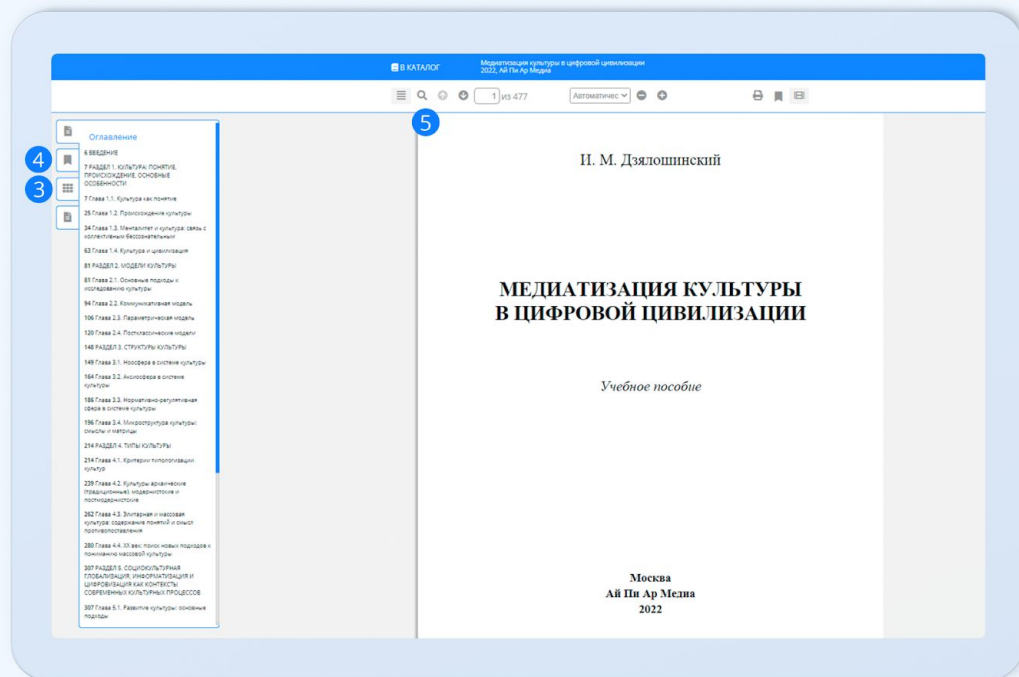 В КАТАЛОГ
Медиатизация культуры в цифровой цивилизации
2022, Ай Пи Ар Медиа
1 из 477
Автоматичес
5
4
3
Оглавление
6 ВВЕДЕНИЕ
7 РАЗДЕЛ 1. КУЛЬТУРА: ПОНЯТИЕ,
ПРОИСХОЖДЕНИЕ, ОСНОВНЫЕ
ОСОБЕННОСТИ
7 Глава 1.1. Культура как понятие
25 Глава 1.2. Происхождение культуры
34 Глава 1.3. Менталитет и культура: связь с
коллективным бессознательным
63 Глава 1.4. Культура и цивилизация
81 РАЗДЕЛ 2. МОДЕЛИ КУЛЬТУРЫ
81 Глава 2.1. Основные подходы к
исследованию культуры
94 Глава 2.2. Коммуникативная модель
106 Глава 2.3. Параметрическая модель
120 Глава 2.4. Постклассические модели
148 РАЗДЕЛ 3. СТРУКТУРЫ КУЛЬТУРЫ
149 Глава 3.1. Ноосфера в системе культуры
164 Глава 3.2. Аксиосфера в системе
культуры
186 Глава 3.3. Нормативно-регулятивная
сфера в системе культуры
196 Глава 3.4. Микроструктура культуры:
смыслы и матрицы
214 РАЗДЕЛ 4. ТИПЫ КУЛЬТУРЫ
214 Глава 4.1. Критерии типологизации
культур
239 Глава 4.2. Культуры архаические
(традиционные), модернистские и
постмодернистские
262 Глава 4.3. Элитарная и массовая
культура: содержание понятий и смысл
противопоставления
280 Глава 4.4. XX век: поиск новых подходов к
пониманию массовой культуры
307 РАЗДЕЛ 5. СОЦИОКУЛЬТУРНАЯ
ГЛОБАЛИЗАЦИЯ, ИНФОРМАТИЗАЦИЯ И
ЦИФРОВИЗАЦИЯ КАК КОНТЕКСТЫ
СОВРЕМЕННЫХ КУЛЬТУРНЫХ ПРОЦЕССОВ
307 Глава 5.1. Развитие культуры: основные
подходы
И. М. Дзялошинский
МЕДИАТИЗАЦИЯ КУЛЬТУРЫ
В ЦИФРОВОЙ ЦИВИЛИЗАЦИИ
Учебное пособие
Москва
Ай Пи Ар Медиа
2022